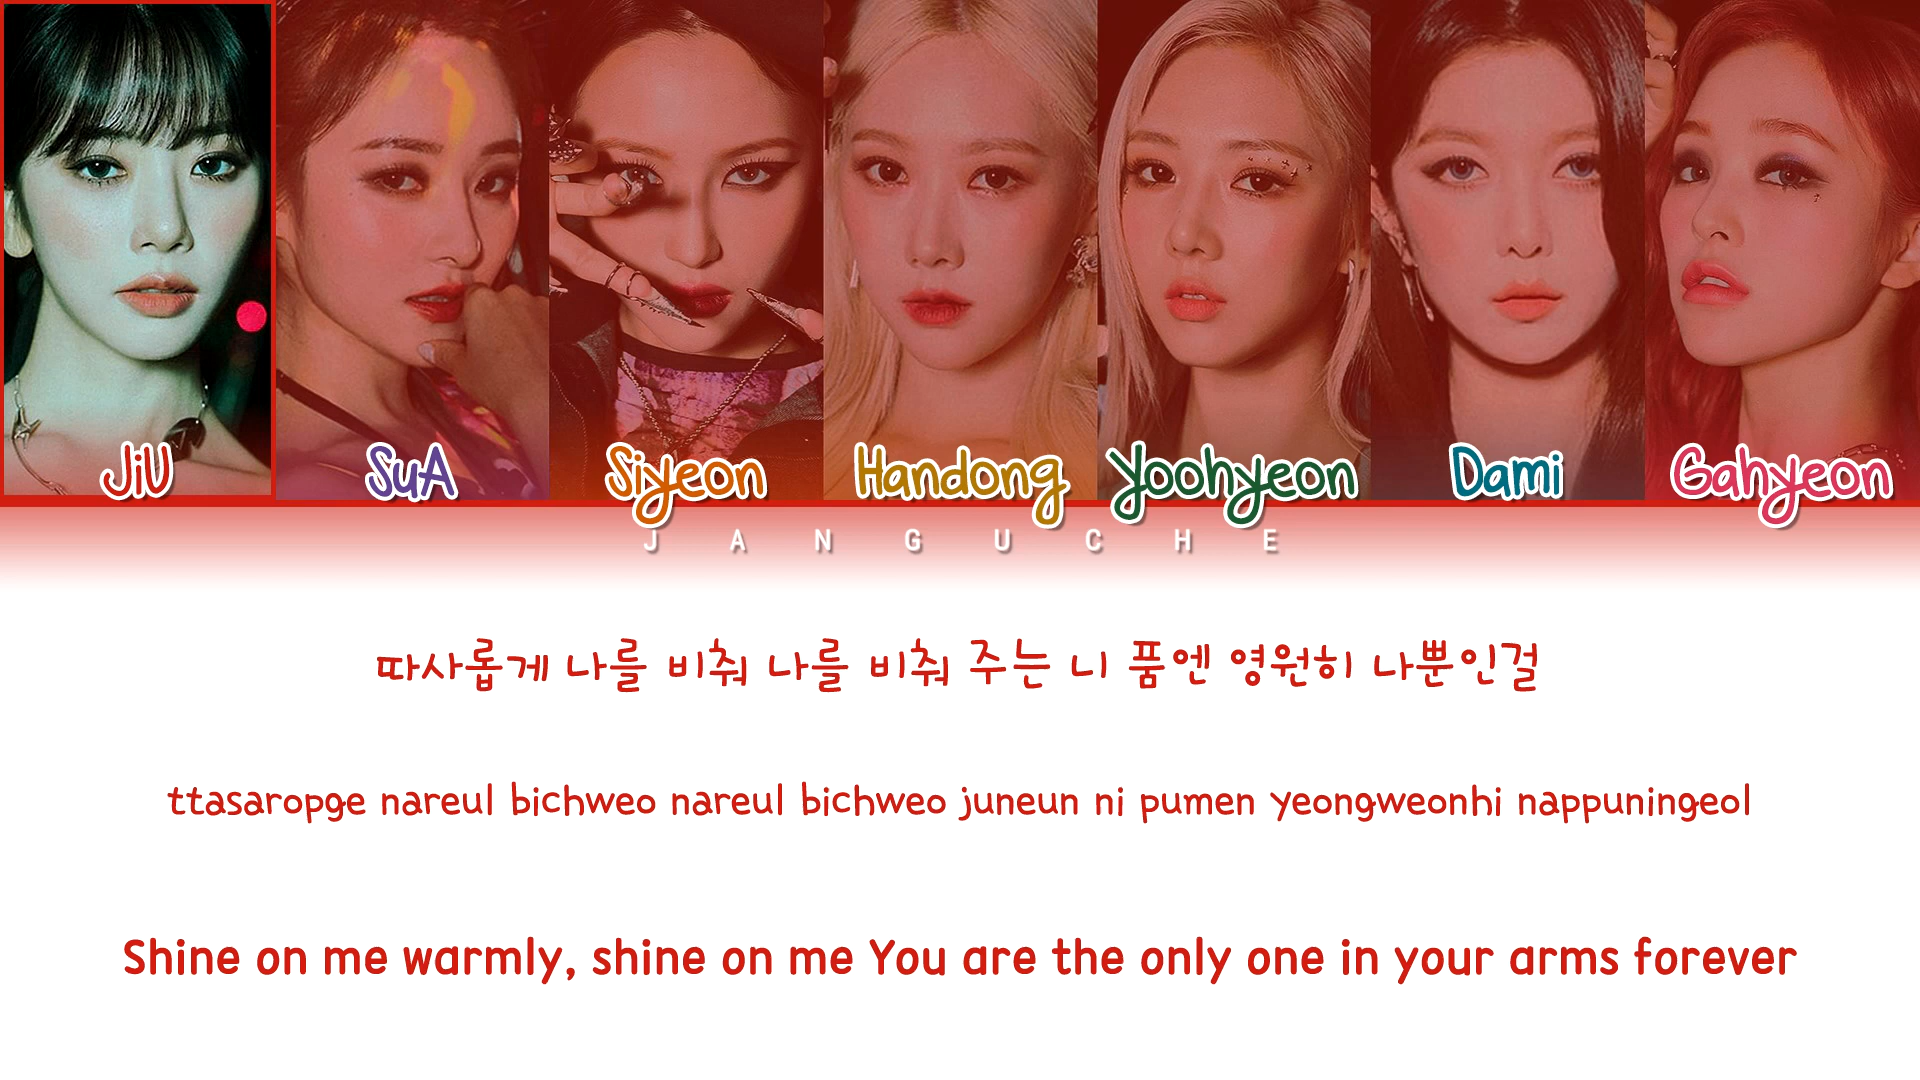 JiU SuA Siyeon Handong Yoohyeon Dami Gahyeon
JANGUCHE
따사롭게 나를 비춰 나를 비춰 주는 니 품엔 영원히 나뿐인걸
ttasaropge nareul bichweo nareul bichweo juneun ni pumen yeongweonhi nappuningeol
Shine on me warmly, shine on me You are the only one in your arms forever